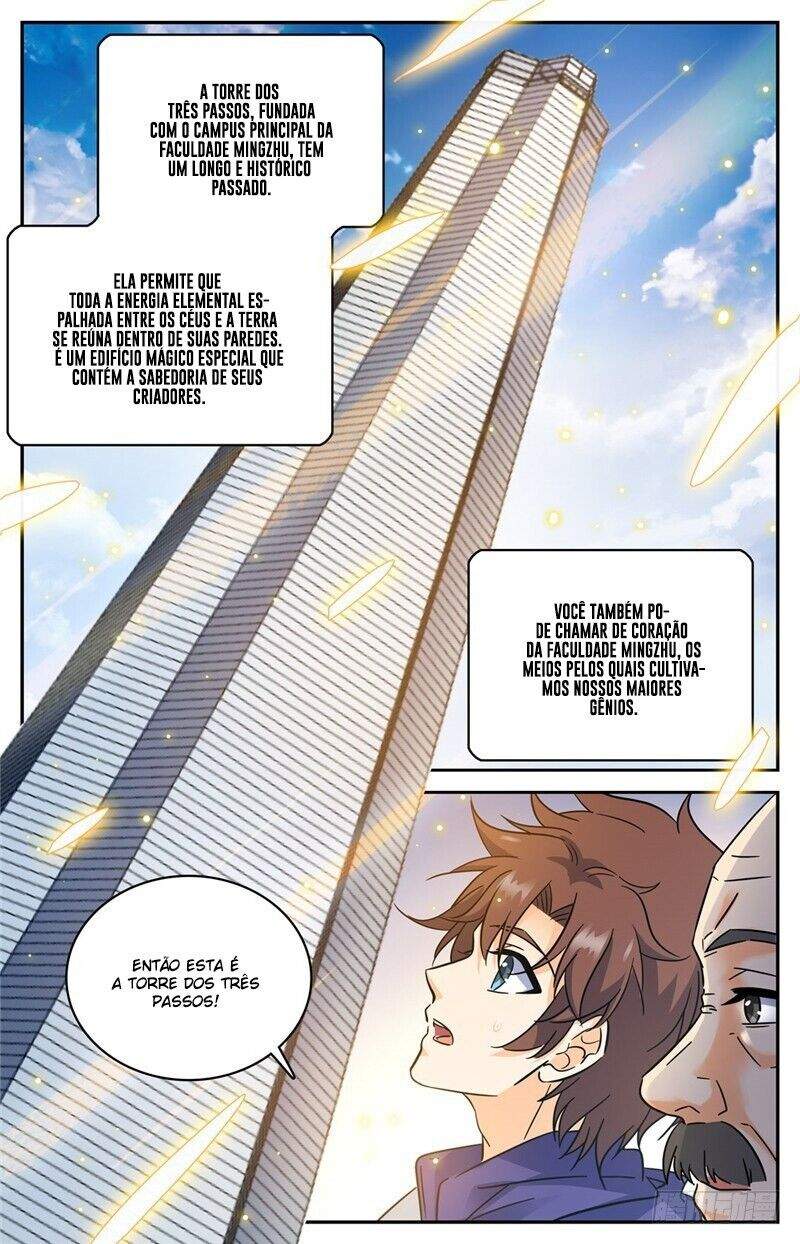 A TORRE DOS
TRÊS PASSOS, FUNDADA
COM O CAMPUS PRINCIPAL DA
FACULDADE MINGZHU, TEM
UM LONGO E HISTÓRICO
PASSADO.
ELA PERMITE QUE
TODA A ENERGIA ELEMENTAL ES-
PALHADA ENTRE OS CÉUS E A TERRA
SE REÚNA DENTRO DE SUAS PAREDES.
É UM EDIFÍCIO MÁGICO ESPECIAL QUE
CONTÉM A SABEDORIA DE SEUS
CRIADORES.
VOCÊ TAMBÉM PO-
DE CHAMAR DE CORAÇÃO
DA FACULDADE MINGZHU, OS
MEIOS PELOS QUAIS CULTIVA-
MOS NOSSOS MAIORES
GÊNIOS.
ENTÃO ESTA É
A TORRE DOS TRÊS
PASSOS!